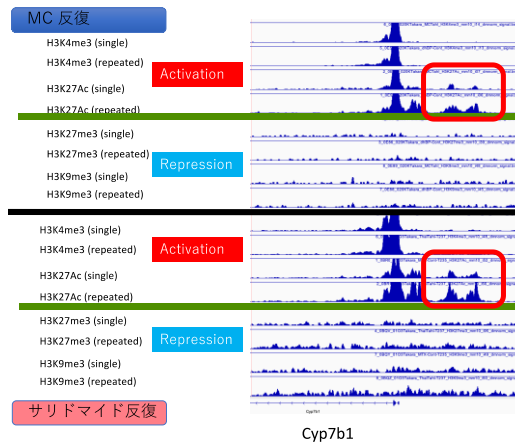 MC 反復
H3K4me3 (single)
H3K4me3 (repeated)
Activation
H3K27Ac (single)
H3K27Ac (repeated)
H3K27me3 (single)
H3K27me3 (repeated)
Repression
H3K9me3 (single)
H3K9me3 (repeated)
H3K4me3 (single)
H3K4me3 (repeated)
Activation
H3K27Ac (single)
H3K27Ac (repeated)
H3K27me3 (single)
H3K27me3 (repeated)
Repression
H3K9me3 (single)
H3K9me3 (repeated)
サリドマイド反復
Cyp7b1
Cyp7b1